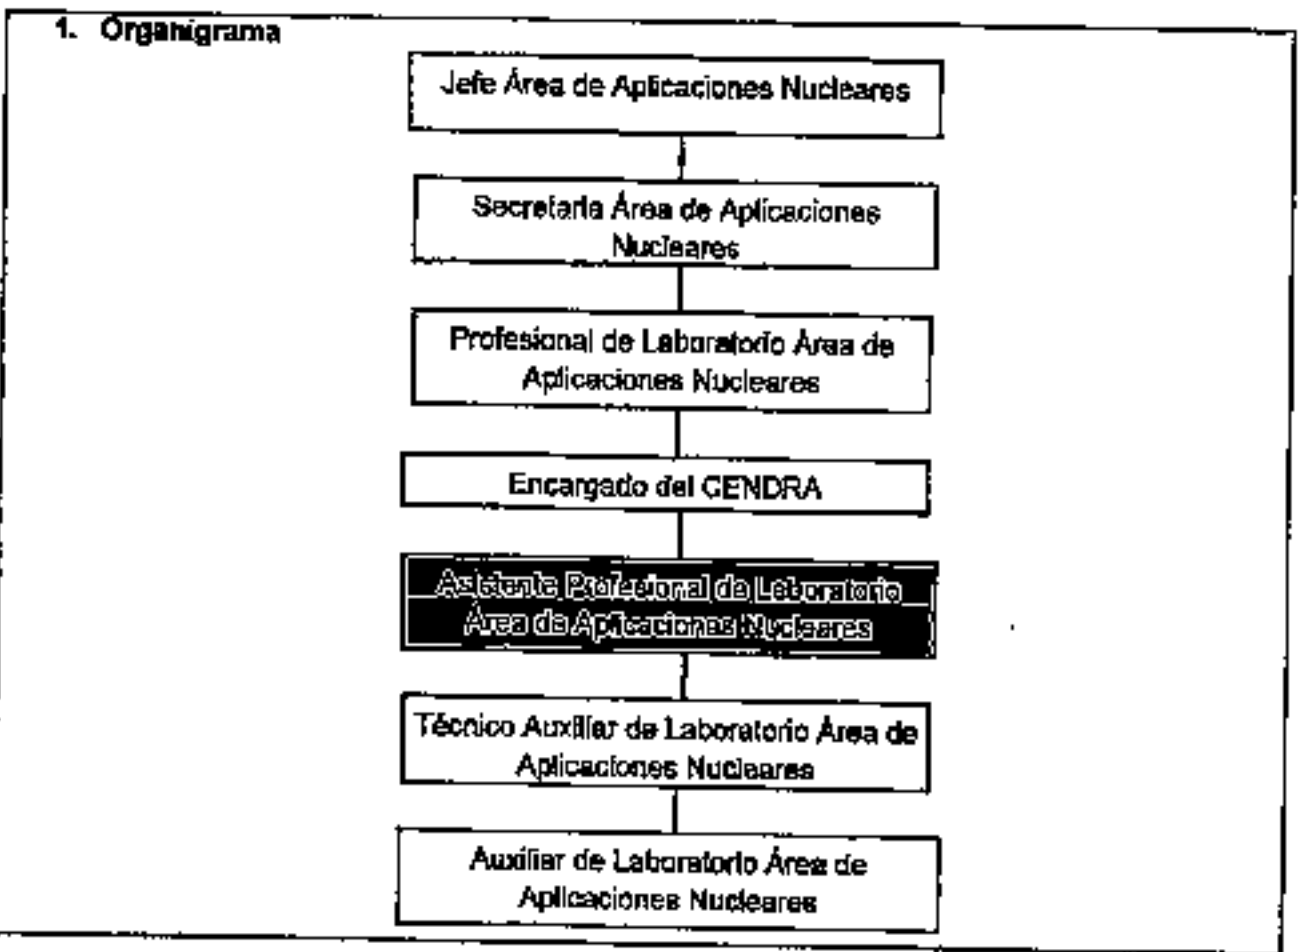 1. Organigrama
Jefe Área de Aplicaciones Nucleares
Secretaria Área de Aplicaciones
Nucleares
Profesional de Laboratorio Área de
Aplicaciones Nucleares
Encargado del CENDRA
Asistente Profesional de Laboratorio
Área de Aplicaciones Nucleares
Técnico Auxiliar de Laboratorio Área de
Aplicaciones Nucleares
Auxiliar de Laboratorio Área de
Aplicaciones Nucleares